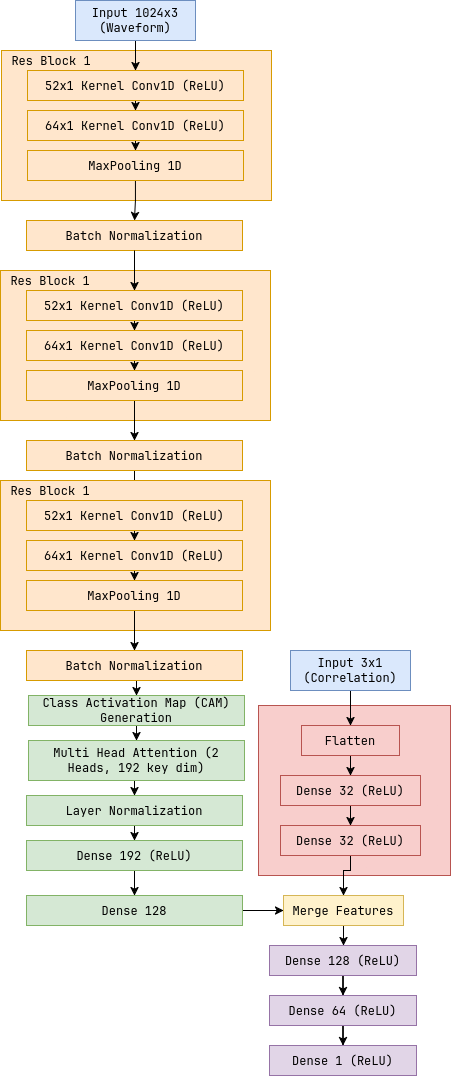 Input 1024x3
(Waveform)
Res Block 1
52x1 Kernel Conv1D (ReLU)
64x1 Kernel Conv1D (ReLU)
MaxPooling 1D
Batch Normalization
Res Block 1
52x1 Kernel Conv1D (ReLU)
64x1 Kernel Conv1D (ReLU)
MaxPooling 1D
Batch Normalization
Res Block 1
52x1 Kernel Conv1D (ReLU)
64x1 Kernel Conv1D (ReLU)
MaxPooling 1D
Batch Normalization
Class Activation Map (CAM)
Generation
Multi Head Attention (2
Heads, 192 key dim)
Layer Normalization
Dense 192 (ReLU)
Dense 128
Input 3x1
(Correlation)
Flatten
Dense 32 (ReLU)
Dense 32 (ReLU)
Merge Features
Dense 128 (ReLU)
Dense 64 (ReLU)
Dense 1 (ReLU)